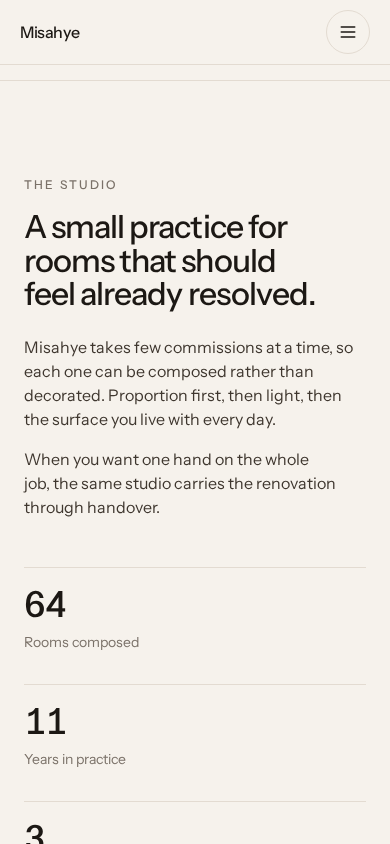 Misahye
THE STUDIO
A small practice for
rooms that should
feel already resolved.
Misahye takes few commissions at a time, so
each one can be composed rather than
decorated. Proportion first, then light, then
the surface you live with every day.
When you want one hand on the whole
job, the same studio carries the renovation
through handover.
64
Rooms composed
11
Years in practice
3